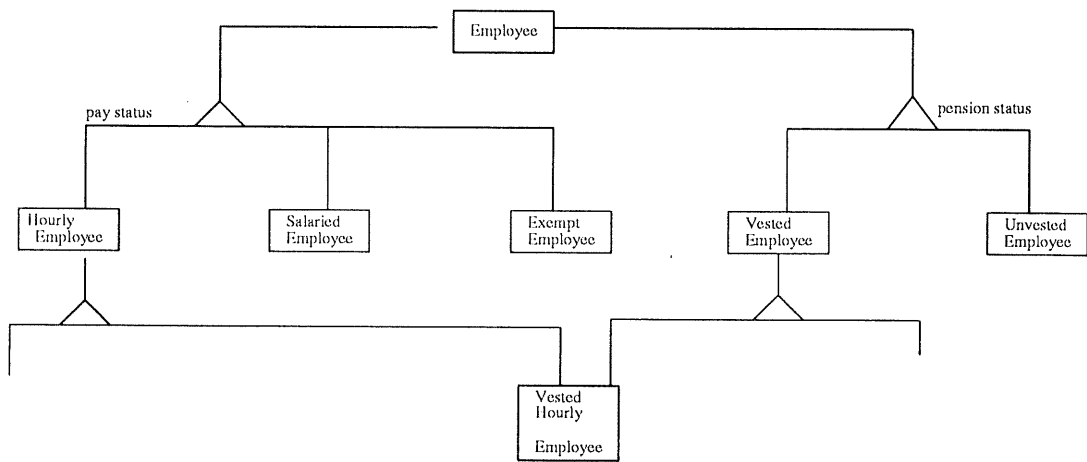 Employee
pay status
pension status
Hourly
Employee
Salaried
Employee
Exempt
Employee
Vested
Employee
Unvested
Employee
Vested
Hourly
Employee